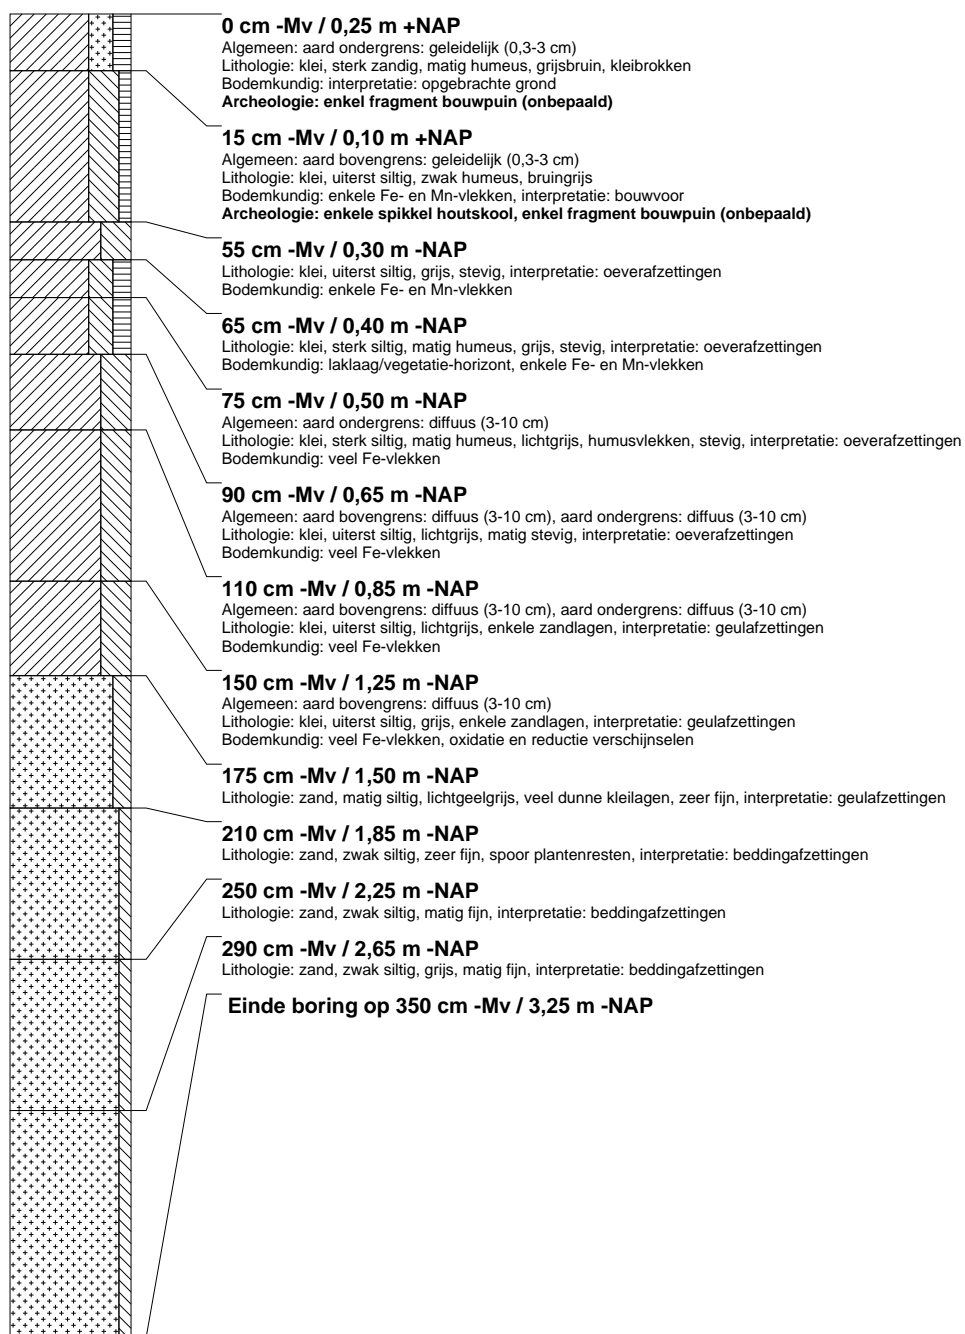 0 cm -Mv / 0,25 m +NAP
Algemeen: aard ondergrens: geleidelijk (0,3-3 cm)
Lithologie: klei, sterk zandig, matig humeus, grijsbruin, kleibrokken
Bodemkundig: interpretatie: opgebrachte grond
Archeologie: enkel fragment bouwpuin (onbepaald)
15 cm -Mv / 0,10 m +NAP
Algemeen: aard bovengrens: geleidelijk (0,3-3 cm)
Lithologie: klei, uiterst siltig, zwak humeus, bruingrijs
Bodemkundig: enkele Fe- en Mn-vlekken, interpretatie: bouwvoor
Archeologie: enkele spikkel houtskool, enkel fragment bouwpuin (onbepaald)
55 cm -Mv / 0,30 m -NAP
Lithologie: klei, uiterst siltig, grijs, stevig, interpretatie: oeverafzettingen
Bodemkundig: enkele Fe- en Mn-vlekken
65 cm -Mv / 0,40 m -NAP
Lithologie: klei, sterk siltig, matig humeus, grijs, stevig, interpretatie: oeverafzettingen
Bodemkundig: laklaag/vegetatie-horizont, enkele Fe- en Mn-vlekken
75 cm -Mv / 0,50 m -NAP
Algemeen: aard ondergrens: diffuus (3-10 cm)
Lithologie: klei, sterk siltig, matig humeus, lichtgrijs, humusvlekken, stevig, interpretatie: oeverafzettingen
Bodemkundig: veel Fe-vlekken
90 cm -Mv / 0,65 m -NAP
Algemeen: aard bovengrens: diffuus (3-10 cm), aard ondergrens: diffuus (3-10 cm)
Lithologie: klei, uiterst siltig, lichtgrijs, matig stevig, interpretatie: oeverafzettingen
Bodemkundig: veel Fe-vlekken
110 cm -Mv / 0,85 m -NAP
Algemeen: aard bovengrens: diffuus (3-10 cm), aard ondergrens: diffuus (3-10 cm)
Lithologie: klei, uiterst siltig, lichtgrijs, enkele zandlagen, interpretatie: geulafzettingen
Bodemkundig: veel Fe-vlekken
150 cm -Mv / 1,25 m -NAP
Algemeen: aard bovengrens: diffuus (3-10 cm)
Lithologie: klei, uiterst siltig, grijs, enkele zandlagen, interpretatie: geulafzettingen
Bodemkundig: veel Fe-vlekken, oxidatie en reductie verschijnselen
175 cm -Mv / 1,50 m -NAP
Lithologie: zand, matig siltig, lichtgeelgrijs, veel dunne kleilagen, zeer fijn, interpretatie: geulafzettingen
210 cm -Mv / 1,85 m -NAP
Lithologie: zand, zwak siltig, zeer fijn, spoor plantenresten, interpretatie: beddingafzettingen
250 cm -Mv / 2,25 m -NAP
Lithologie: zand, zwak siltig, matig fijn, interpretatie: beddingafzettingen
290 cm -Mv / 2,65 m -NAP
Lithologie: zand, zwak siltig, grijs, matig fijn, interpretatie: beddingafzettingen
Einde boring op 350 cm -Mv / 3,25 m -NAP